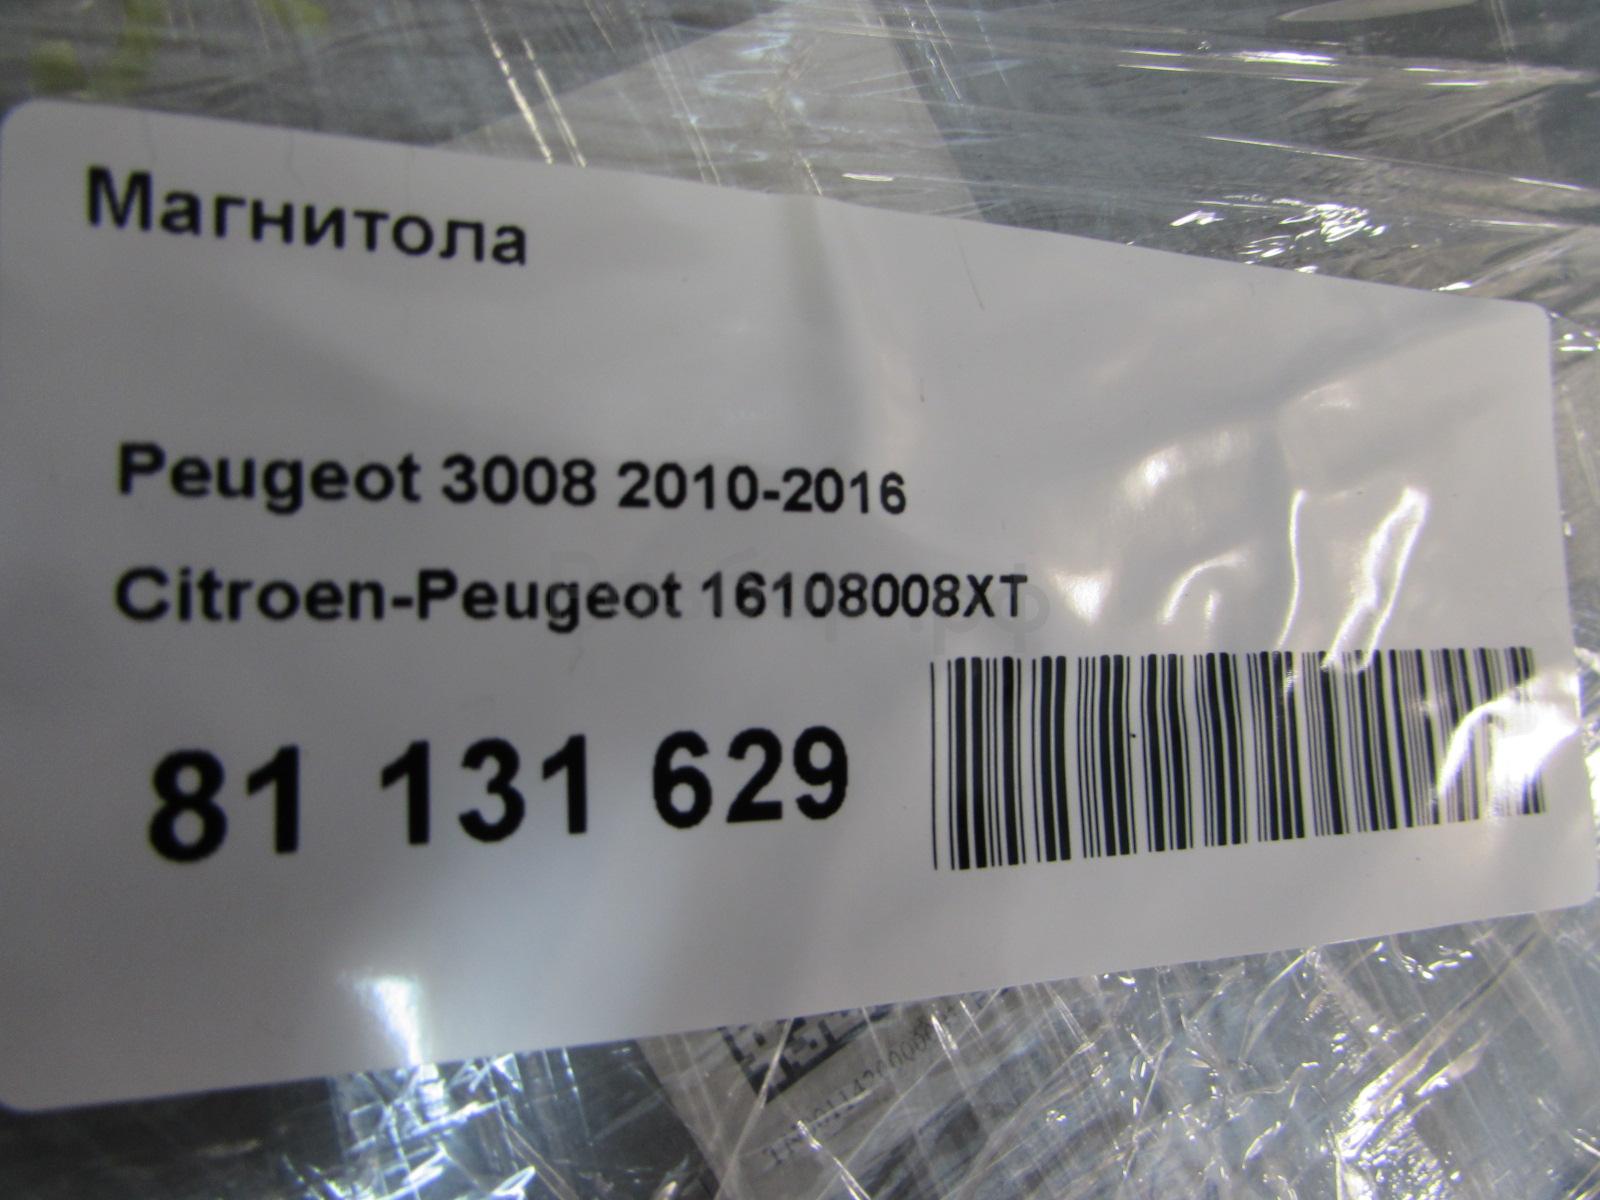 Магнитола
Peugeot 3008 2010-2016
Citroen-Peugeot 16108008XT
81 131 629